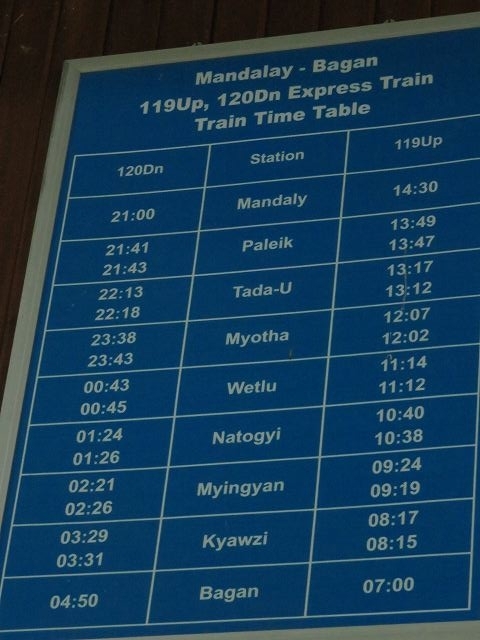 Mandalay - Bagan
119Up, 120Dn Express Train
Train Time Table
120Dn Station 119Up
21:00 Mandaly 14:30
21:41 Paleik 13:49
21:43 13:47
22:13 Tada-U 13:17
22:18 13:12
23:38 Myotha 12:07
23:43 12:02
00:43 Wetlu 11:14
00:45 11:12
01:24 Natogyi 10:40
01:26 10:38
02:21 Myingyan 09:24
02:26 09:19
03:29 Kyawzi 08:17
03:31 08:15
04:50 Bagan 07:00